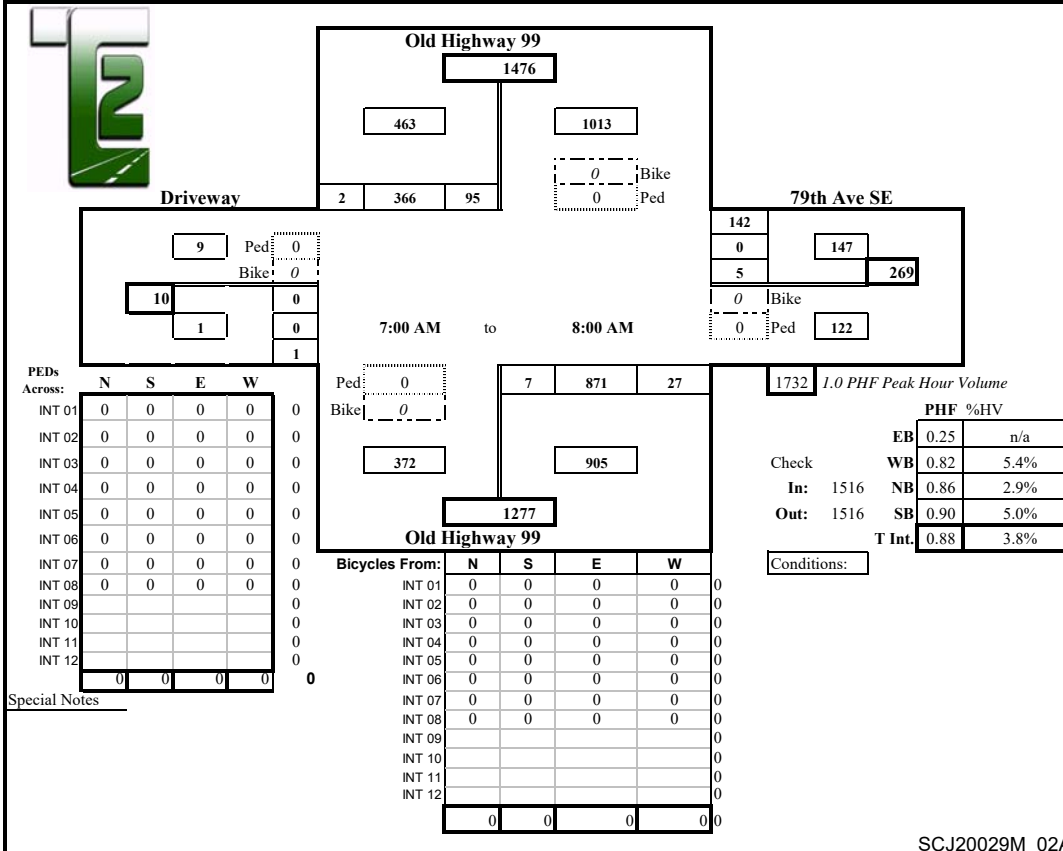 T2
Old Highway 99
1476
463 1013
0 Bike
0 Ped
Driveway
2 366 95
79th Ave SE
142
9 Ped 0
0 147
Bike 0
5 269
10 0
0 Bike
1 0 7:00 AM to 8:00 AM
0 Ped 122
1
PEDs
Across: N S E W
Ped 0 7 871 27 1732 1.0 PHF Peak Hour Volume
Bike 0
PHF %HV
INT 01 0 0 0 0 0
INT 02 0 0 0 0 0
INT 03 0 0 0 0 0
INT 04 0 0 0 0 0
INT 05 0 0 0 0 0
INT 06 0 0 0 0 0
INT 07 0 0 0 0 0
INT 08 0 0 0 0 0
INT 09 0
INT 10 0
INT 11 0
INT 12 0
0 0 0 0 0
Special Notes
372 905
1277
Old Highway 99
EB 0.25 n/a
Check WB 0.82 5.4%
In: 1516 NB 0.86 2.9%
Out: 1516 SB 0.90 5.0%
T Int. 0.88 3.8%
Conditions:
Bicycles From: N S E W
INT 01 0 0 0 0 0
INT 02 0 0 0 0 0
INT 03 0 0 0 0 0
INT 04 0 0 0 0 0
INT 05 0 0 0 0 0
INT 06 0 0 0 0 0
INT 07 0 0 0 0 0
INT 08 0 0 0 0 0
INT 09 0
INT 10 0
INT 11 0
INT 12 0
0 0 0 0 0